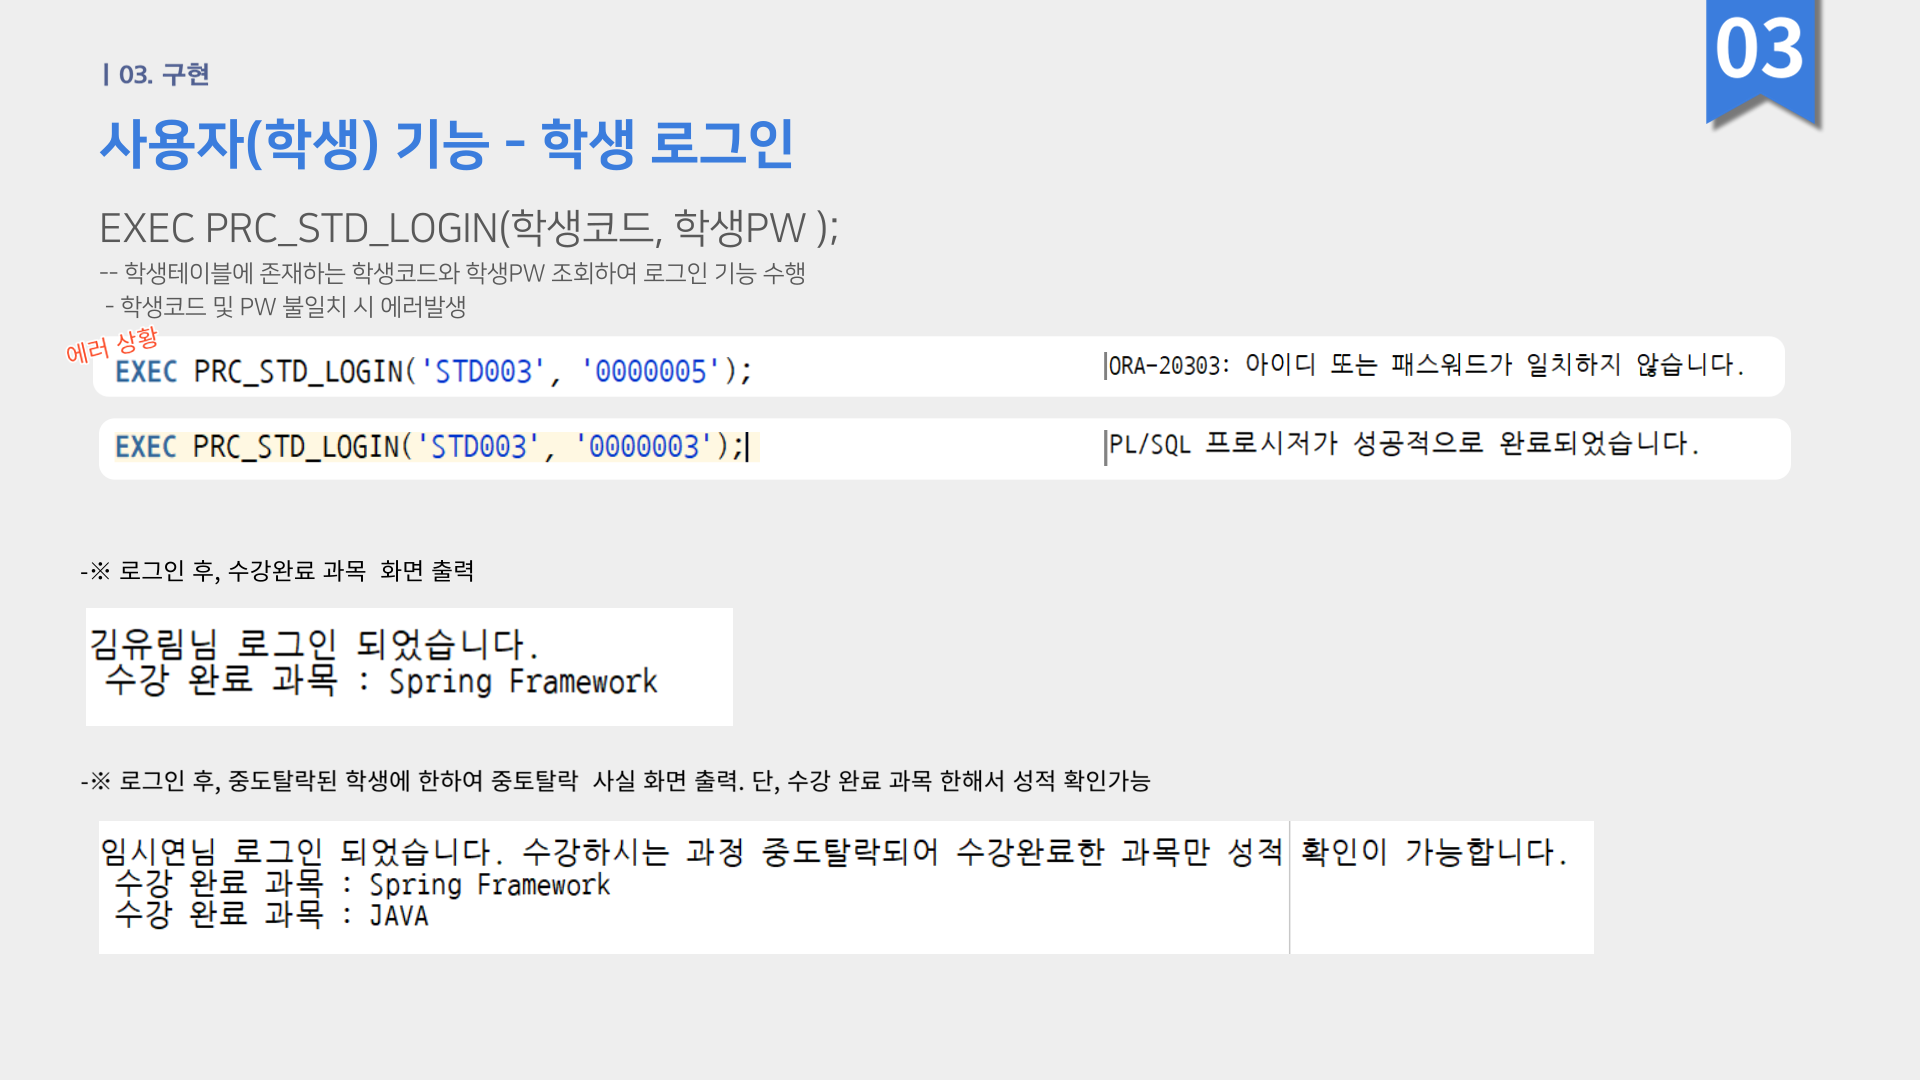 03
| 03. 구현
사용자(학생) 기능 - 학생 로그인
EXEC PRC_STD_LOGIN(학생코드, 학생PW );
-- 학생테이블에 존재하는 학생코드와 학생PW 조회하여 로그인 기능 수행
- 학생코드 및 PW 불일치 시 에러발생
에러 상황
EXEC PRC_STD_LOGIN('STD003', '0000005');
ORA-20303: 아이디 또는 패스워드가 일치하지 않습니다.
EXEC PRC_STD_LOGIN('STD003', '0000003');
PL/SQL 프로시저가 성공적으로 완료되었습니다.
-※ 로그인 후, 수강완료 과목 화면 출력
김유림님 로그인 되었습니다.
수강 완료 과목 : Spring Framework
-※ 로그인 후, 중도탈락된 학생에 한하여 중토탈락 사실 화면 출력. 단, 수강 완료 과목 한해서 성적 확인가능
임시연님 로그인 되었습니다. 수강하시는 과정 중도탈락되어 수강완료한 과목만 성적 확인이 가능합니다.
수강 완료 과목 : Spring Framework
수강 완료 과목 : JAVA